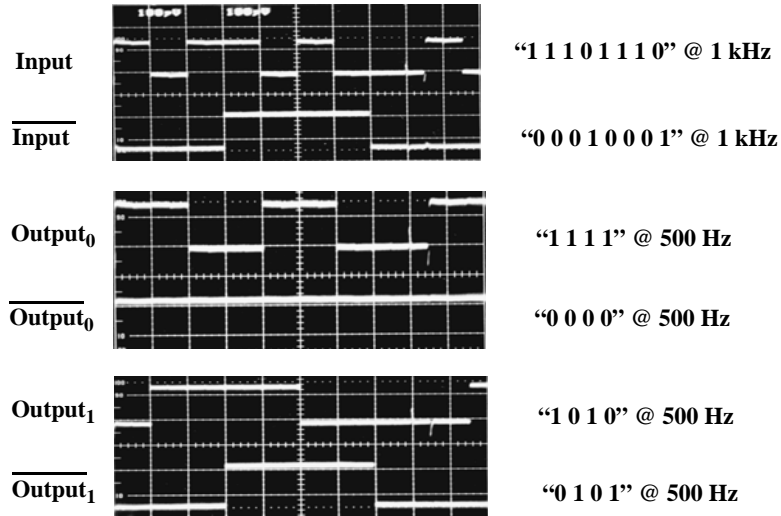 100µV 100µV
Input
“1 1 1 0 1 1 1 0” @ 1 kHz
Input
“0 0 0 1 0 0 0 1” @ 1 kHz
Output0
“1 1 1 1” @ 500 Hz
Output0
“0 0 0 0” @ 500 Hz
Output1
“1 0 1 0” @ 500 Hz
Output1
“0 1 0 1” @ 500 Hz